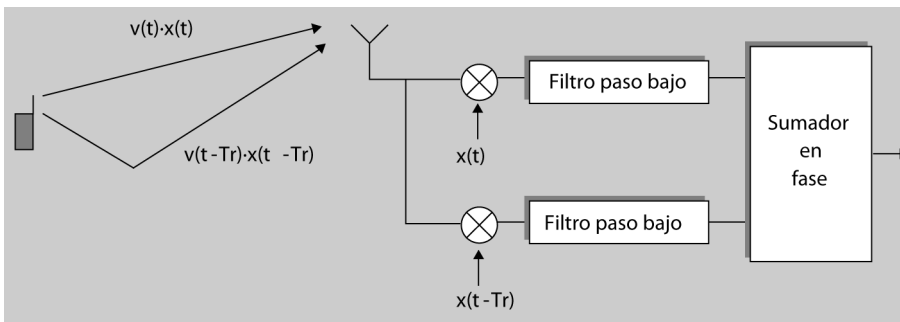 v(t)·x(t)
v(t-Tr)·x(t -Tr)
x(t)
Filtro paso bajo
x(t-Tr)
Filtro paso bajo
Sumador
en
fase